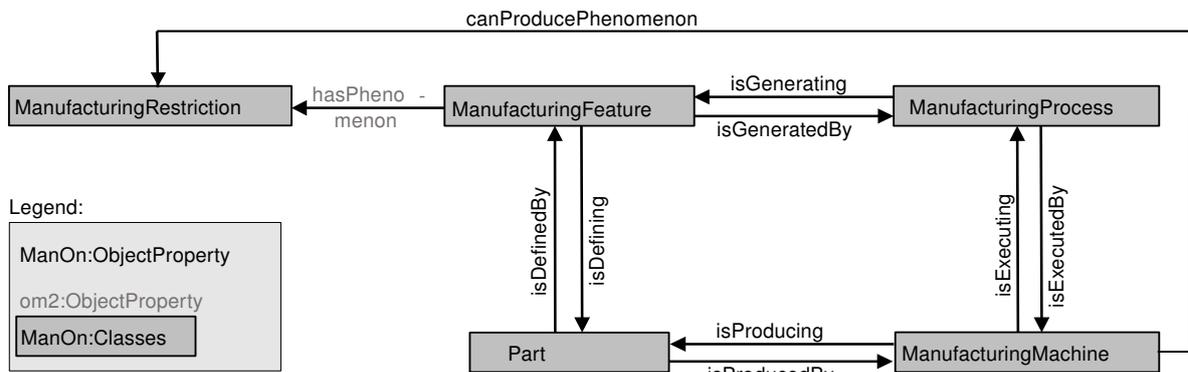 canProducePhenomenon
ManufacturingRestriction
hasPheno -
menon
ManufacturingFeature
isGenerating
isGeneratedBy
ManufacturingProcess
isDefinedBy
isDefining
isExecuting
isExecutedBy
Legend:
ManOn:ObjectProperty
om2:ObjectProperty
ManOn:Classes
Part
isProducing
isProducedBy
ManufacturingMachine